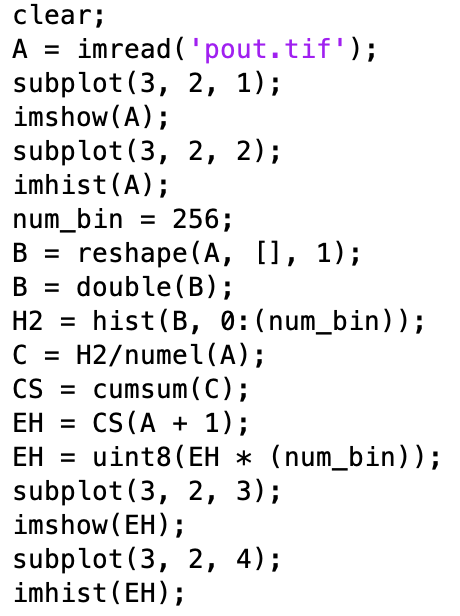 clear;
A = imread('pout.tif');
subplot(3, 2, 1);
imshow(A);
subplot(3, 2, 2);
imhist(A);
num_bin = 256;
B = reshape(A, [], 1);
B = double(B);
H2 = hist(B, 0:(num_bin));
C = H2/numel(A);
CS = cumsum(C);
EH = CS(A + 1);
EH = uint8(EH * (num_bin));
subplot(3, 2, 3);
imshow(EH);
subplot(3, 2, 4);
imhist(EH);